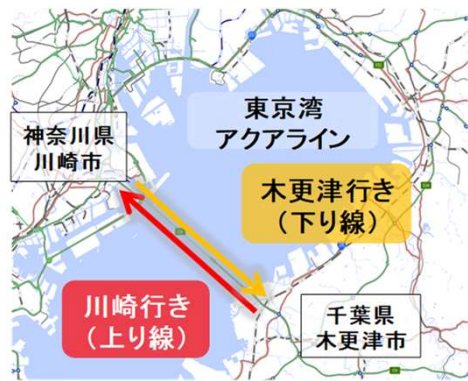 東京湾
アクアライン
神奈川県
川崎市
木更津行き
(下り線)
川崎行き
(上り線)
千葉県
木更津市